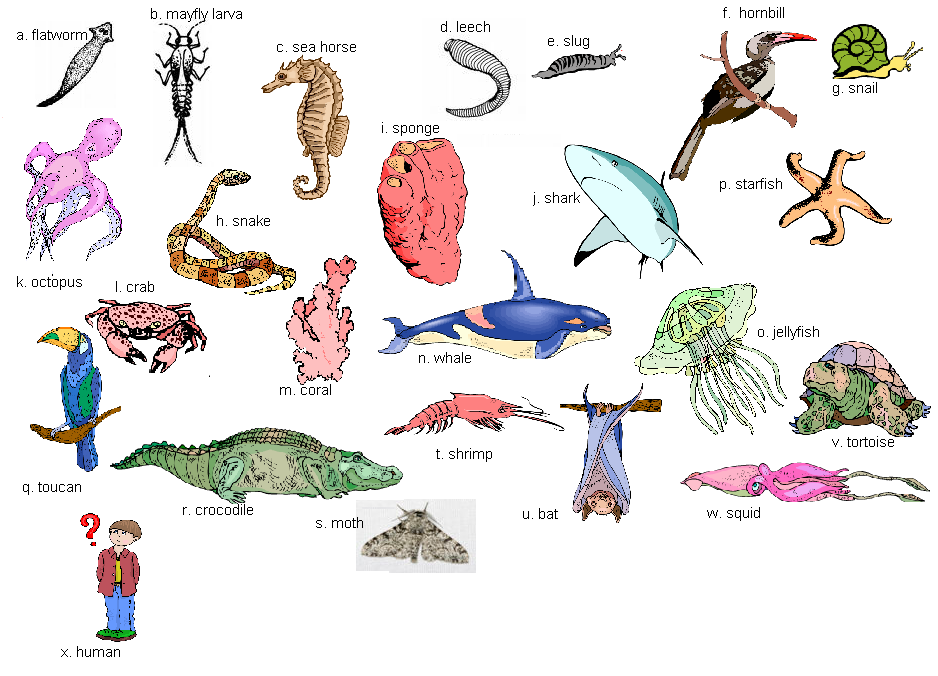 a. flatworm
b. mayfly larva
c. sea horse
d. leech
e. slug
f. hornbill
g. snail
h. snake
i. sponge
j. shark
k. octopus
l. crab
m. coral
n. whale
o. jellyfish
p. starfish
q. toucan
r. crocodile
s. moth
t. shrimp
u. bat
v. tortoise
w. squid
?
x. human